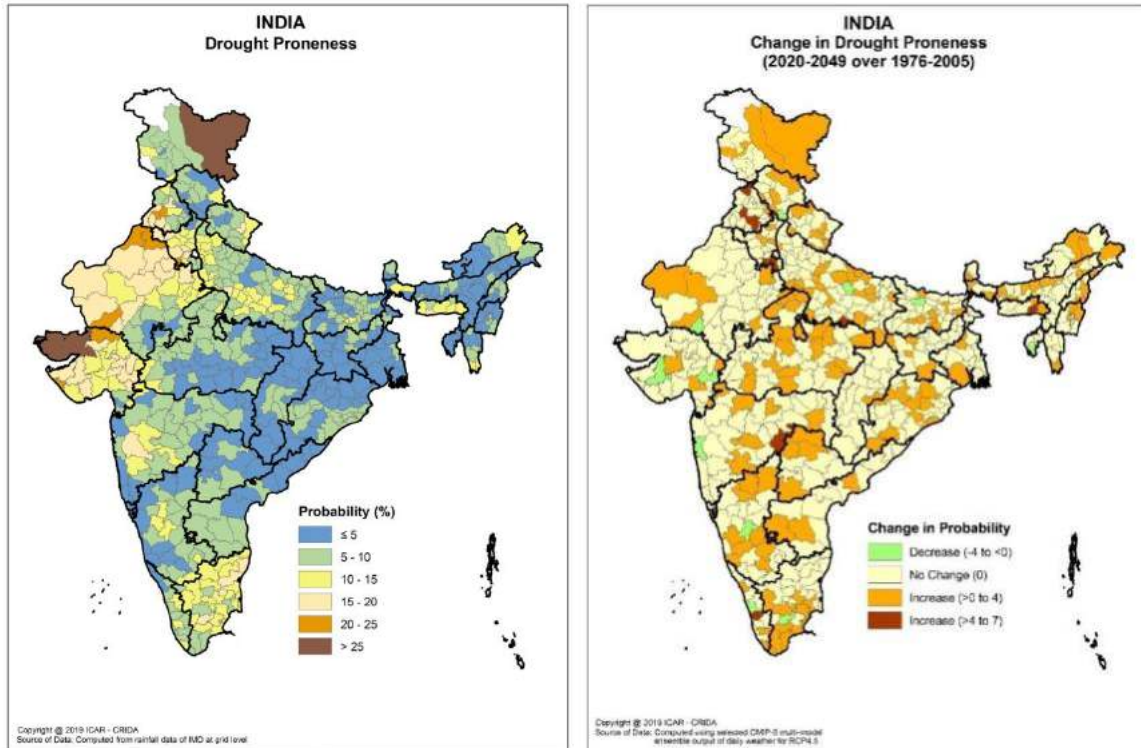 INDIA
Drought Proneness
Probability (%)
≤ 5
5 - 10
10 - 15
15 - 20
20 - 25
> 25
Copyright @ 2019 ICAR - CRIDA
Source of Data: Computed from rainfall data of IMD at grid level
INDIA
Change in Drought Proneness
(2020-2049 over 1976-2005)
Change in Probability
Decrease (-4 to <0)
No Change (0)
Increase (>0 to 4)
Increase (>4 to 7)
Copyright @ 2019 ICAR - CRIDA
Source of Data: Computed using selected CMIP-5 multi-model
ensemble output of daily weather for RCP4.5